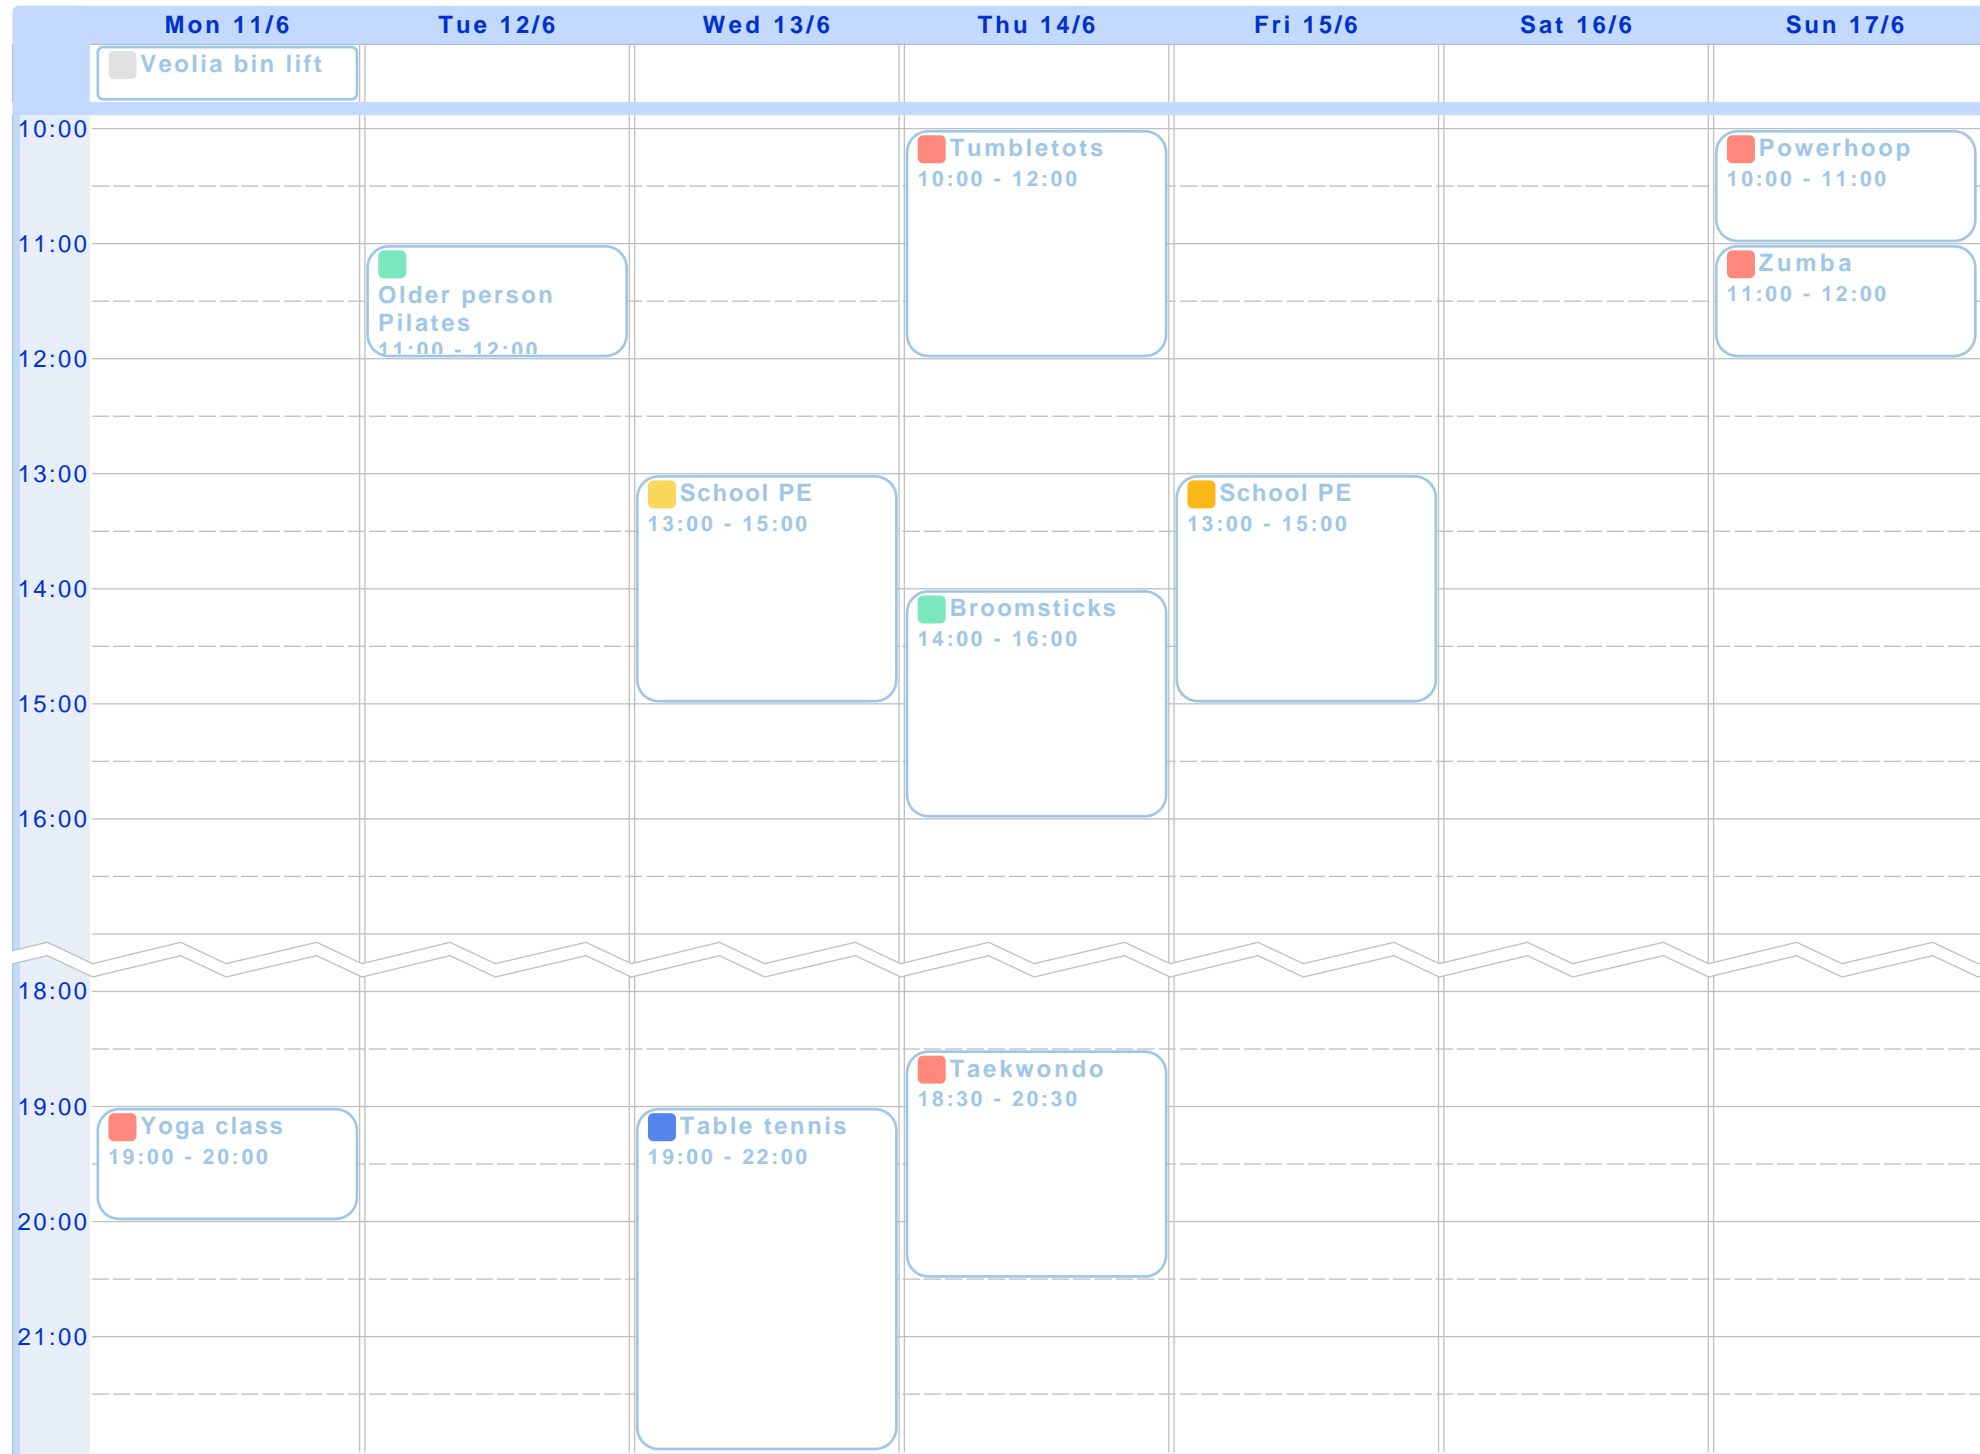 Mon 11/6 Tue 12/6 Wed 13/6 Thu 14/6 Fri 15/6 Sat 16/6 Sun 17/6
Veolia bin lift
10:00
Tumbletots
10:00 - 12:00
Powerhoop
10:00 - 11:00
11:00
Older person
Pilates
11:00 - 12:00
Zumba
11:00 - 12:00
12:00
13:00
School PE
13:00 - 15:00
School PE
13:00 - 15:00
14:00
Broomsticks
14:00 - 16:00
15:00
16:00
18:00
Taekwondo
18:30 - 20:30
19:00
Yoga class
19:00 - 20:00
Table tennis
19:00 - 22:00
20:00
21:00